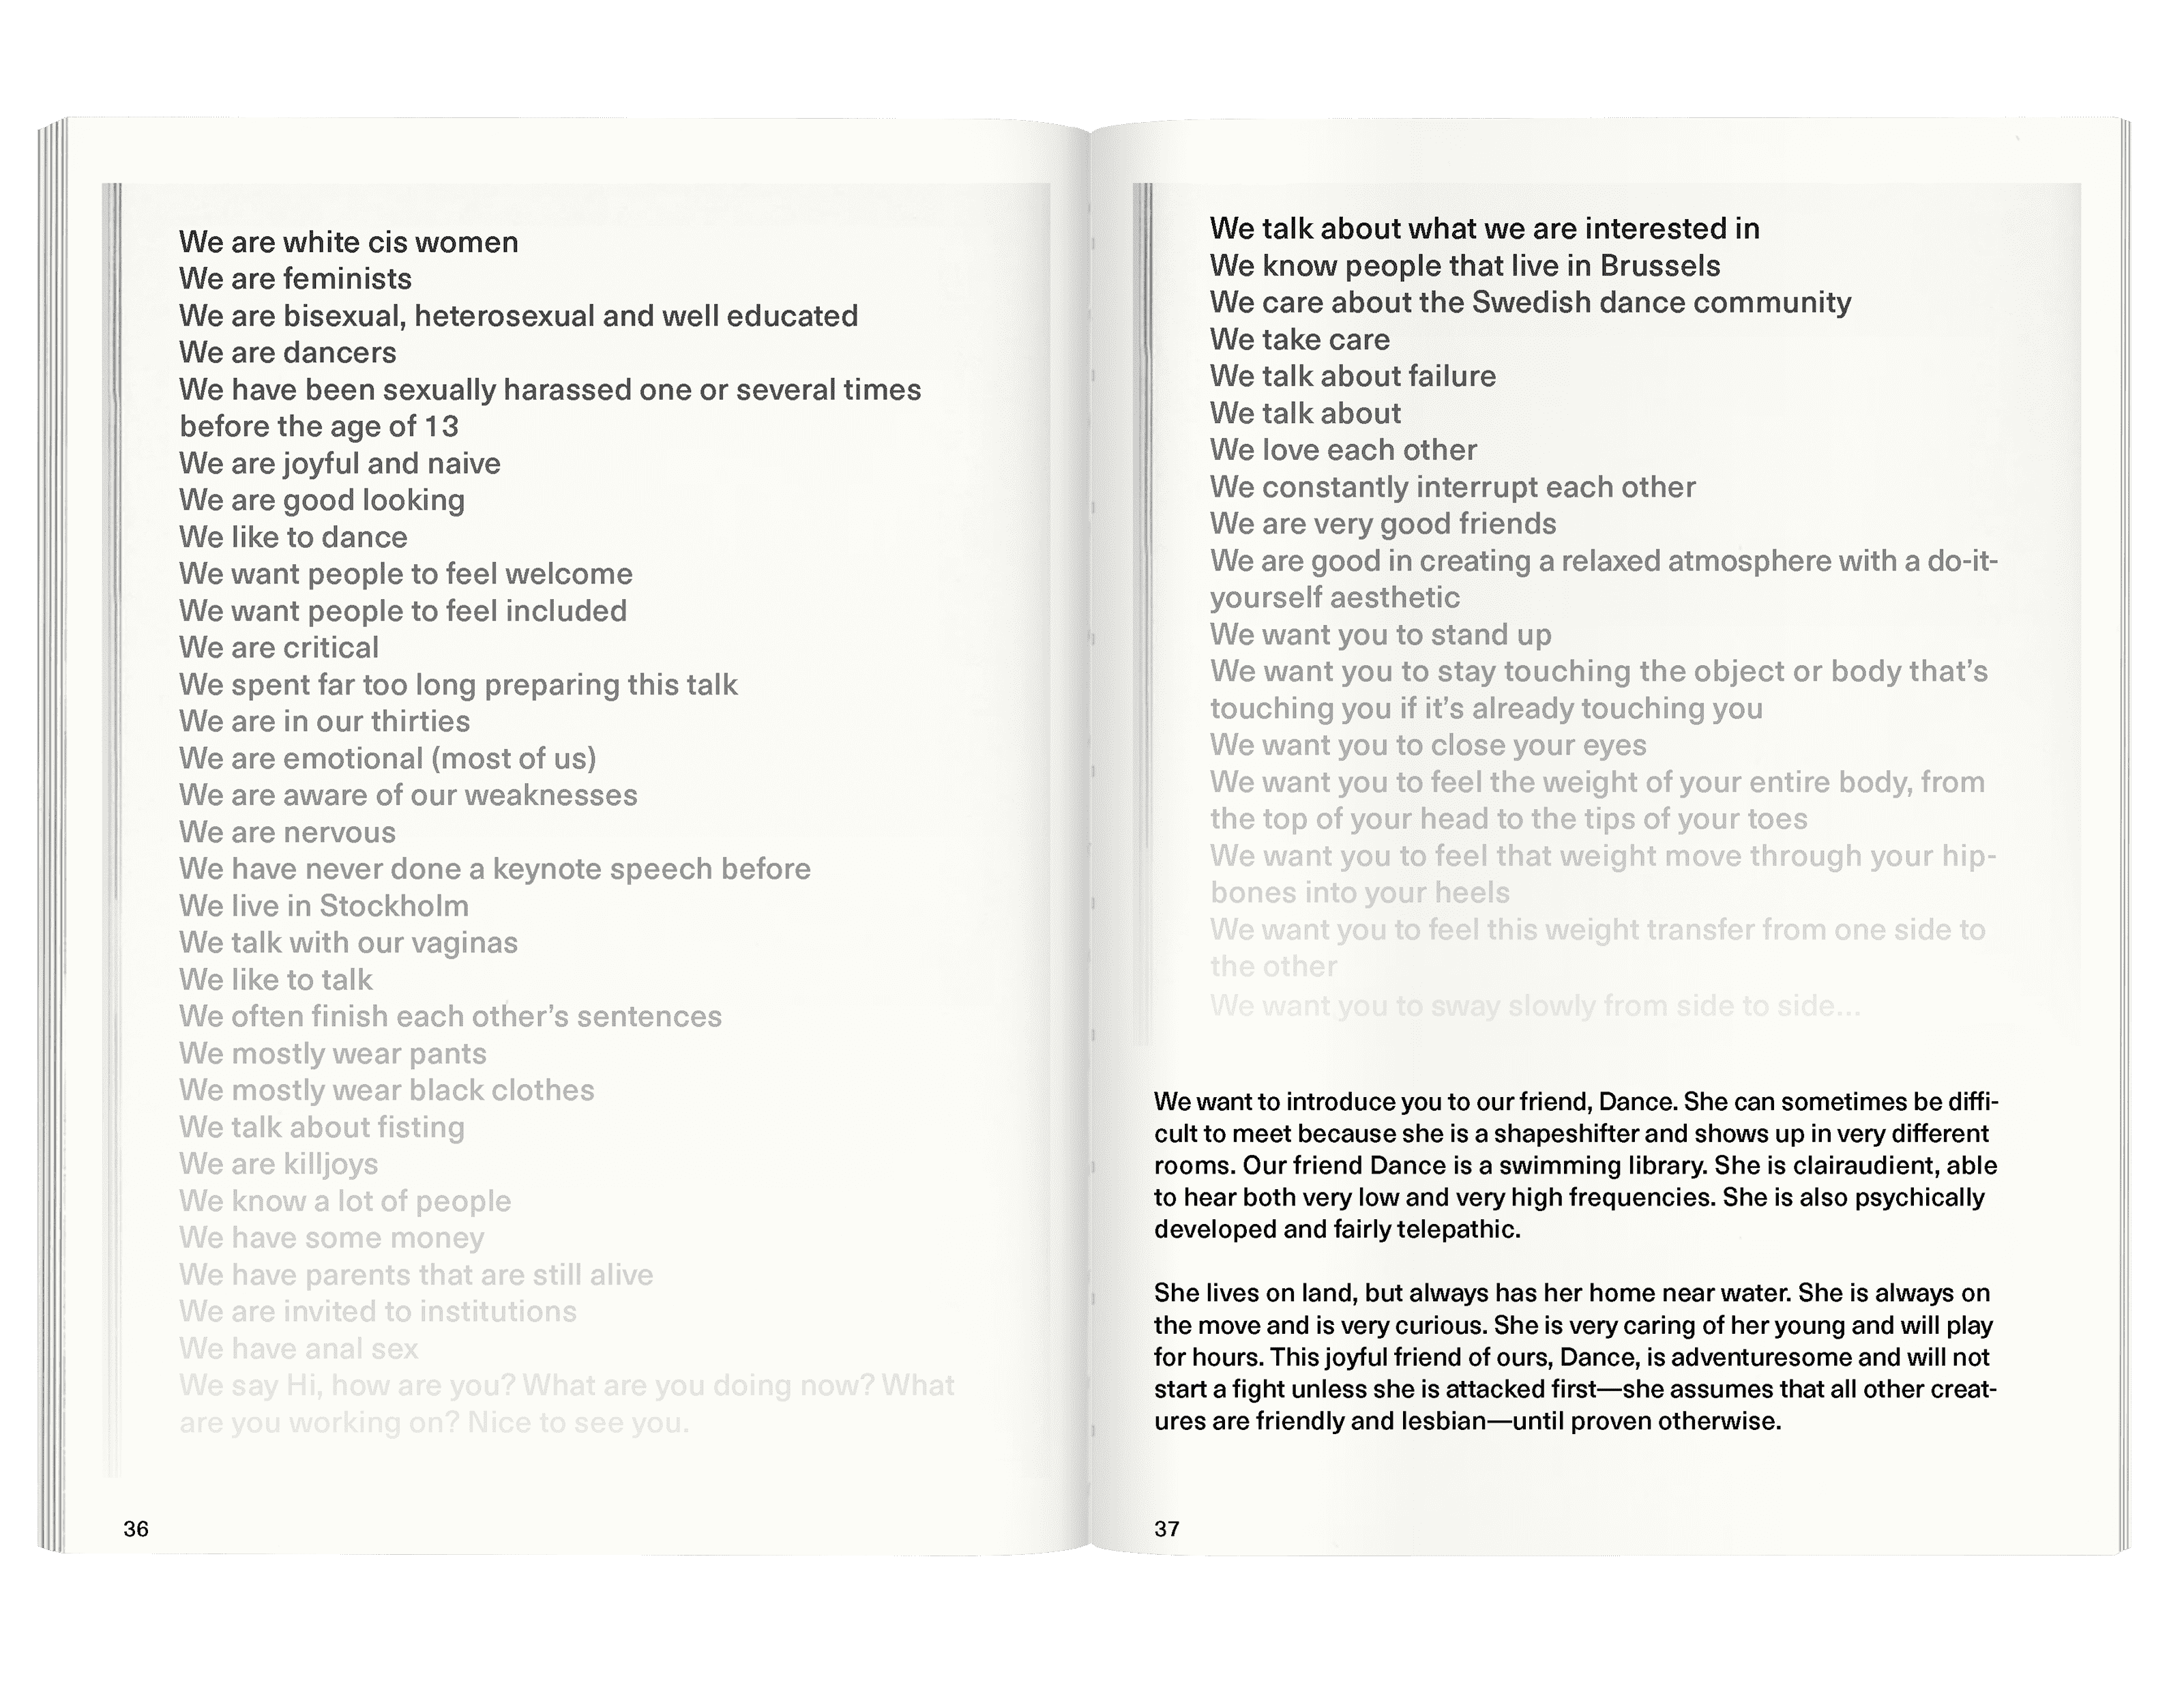 We are white cis women
We are feminists
We are bisexual, heterosexual and well educated
We are dancers
We have been sexually harassed one or several times
before the age of 13
We are joyful and naive
We are good looking
We like to dance
We want people to feel welcome
We want people to feel included
We are critical
We spent far too long preparing this talk
We are in our thirties
We are emotional (most of us)
We are aware of our weaknesses
We are nervous
We have never done a keynote speech before
We live in Stockholm
We talk with our vaginas
We like to talk
We often finish each other’s sentences
We mostly wear pants
We mostly wear black clothes
We talk about fisting
We are killjoys
We know a lot of people
We have some money
We have parents that are still alive
We are invited to institutions
We have anal sex
We say Hi, how are you? What are you doing now? What
are you working on? Nice to see you.
36
We talk about what we are interested in
We know people that live in Brussels
We care about the Swedish dance community
We take care
We talk about failure
We talk about
We love each other
We constantly interrupt each other
We are very good friends
We are good in creating a relaxed atmosphere with a do-it-
yourself aesthetic
We want you to stand up
We want you to stay touching the object or body that’s
touching you if it’s already touching you
We want you to close your eyes
We want you to feel the weight of your entire body, from
the top of your head to the tips of your toes
We want you to feel that weight move through your hip-
bones into your heels
We want you to feel this weight transfer from one side to
the other
We want you to sway slowly from side to side...
We want to introduce you to our friend, Dance. She can sometimes be diffi-
cult to meet because she is a shapeshifter and shows up in very different
rooms. Our friend Dance is a swimming library. She is clairaudient, able
to hear both very low and very high frequencies. She is also psychically
developed and fairly telepathic.
She lives on land, but always has her home near water. She is always on
the move and is very curious. She is very caring of her young and will play
for hours. This joyful friend of ours, Dance, is adventuresome and will not
start a fight unless she is attacked first—she assumes that all other creat-
ures are friendly and lesbian—until proven otherwise.
37